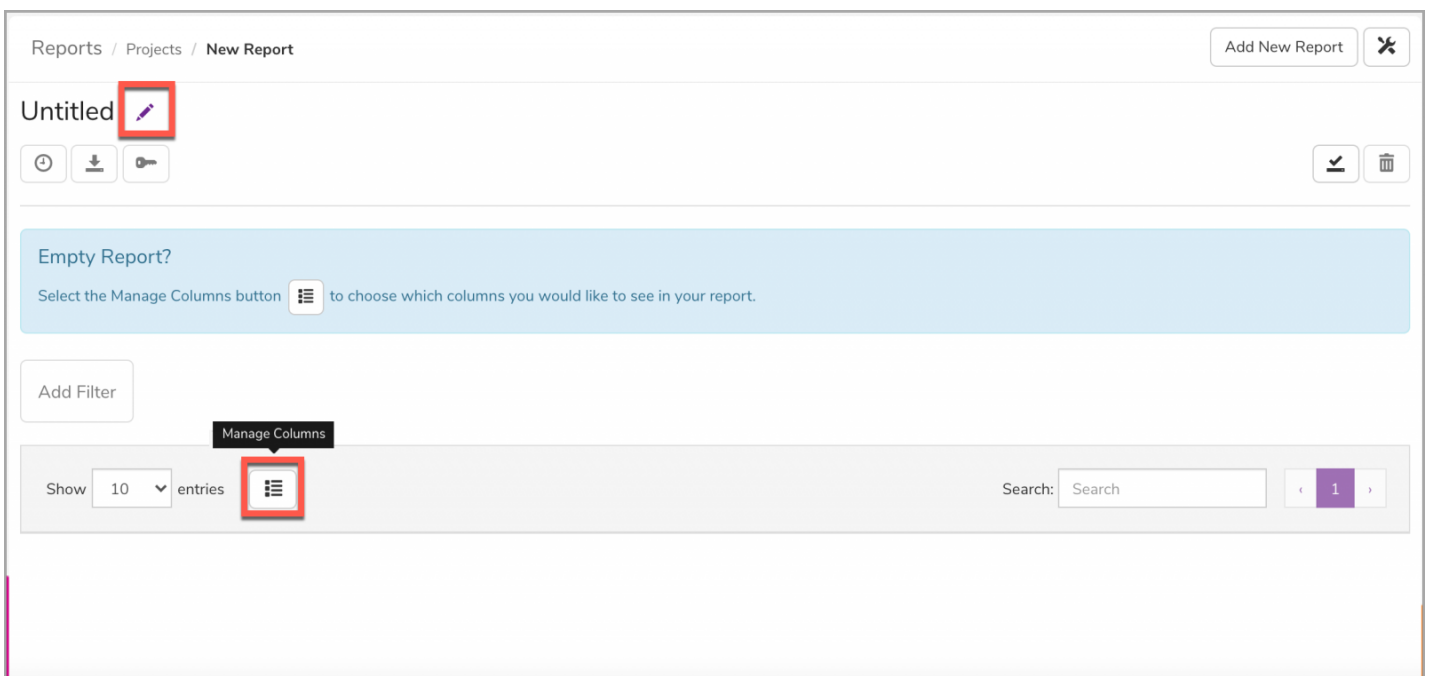 Reports / Projects / New Report
Add New Report
Untitled
Empty Report?
Select the Manage Columns button to choose which columns you would like to see in your report.
Add Filter
Manage Columns
Show 10 entries
Search: Search ‹ 1 ›